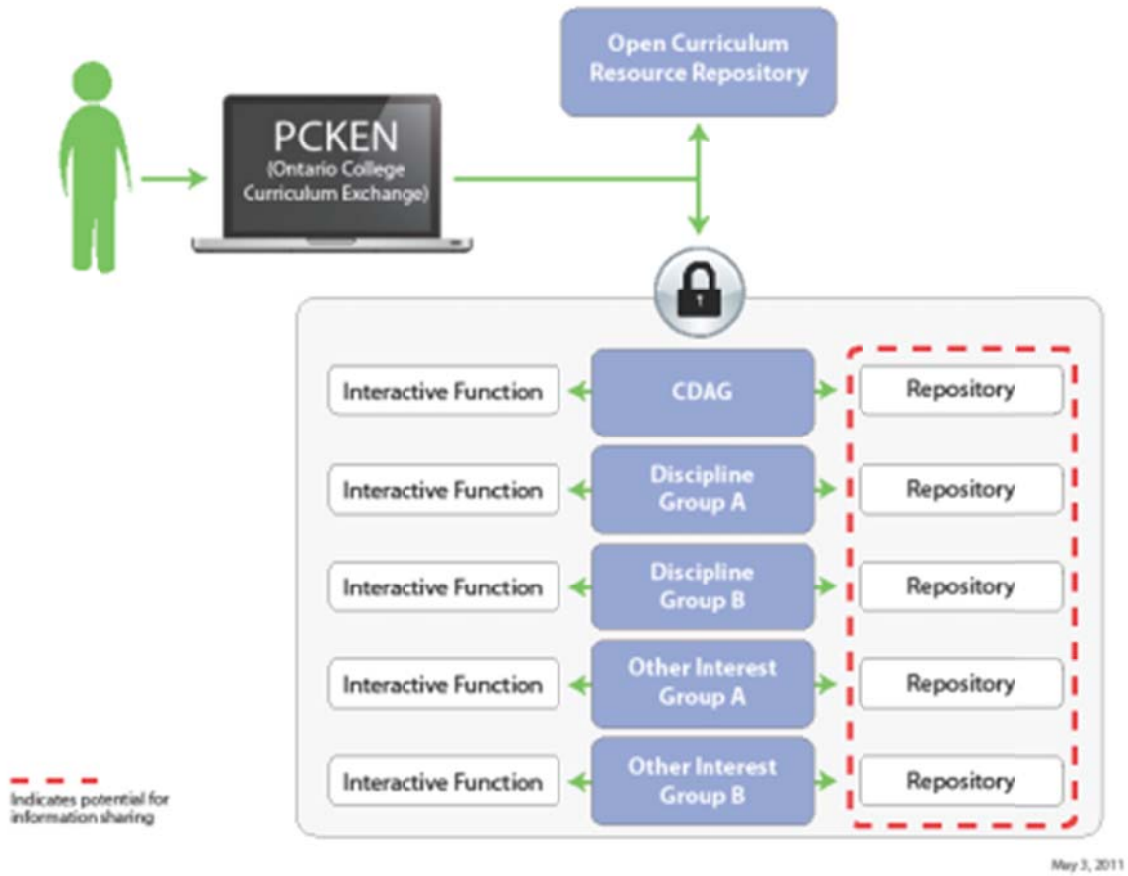 Open Curriculum
Resource Repository
PCKEN
(Ontario College
Curriculum Exchange)
Interactive Function
CDAG
Repository
Interactive Function
Discipline
Group A
Repository
Interactive Function
Discipline
Group B
Repository
Interactive Function
Other Interest
Group A
Repository
Interactive Function
Other Interest
Group B
Repository
Indicates potential for
information sharing
May 3, 2011